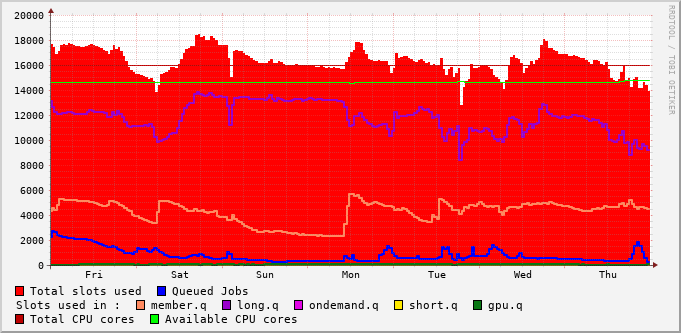 20000
18000
16000
14000
12000
10000
8000
6000
4000
2000
0
Fri Sat Sun Mon Tue Wed Thu
RRDTOOL / TOBI OETIKER
Total slots used Queued Jobs
Slots used in : member.q long.q ondemand.q short.q gpu.q
Total CPU cores Available CPU cores